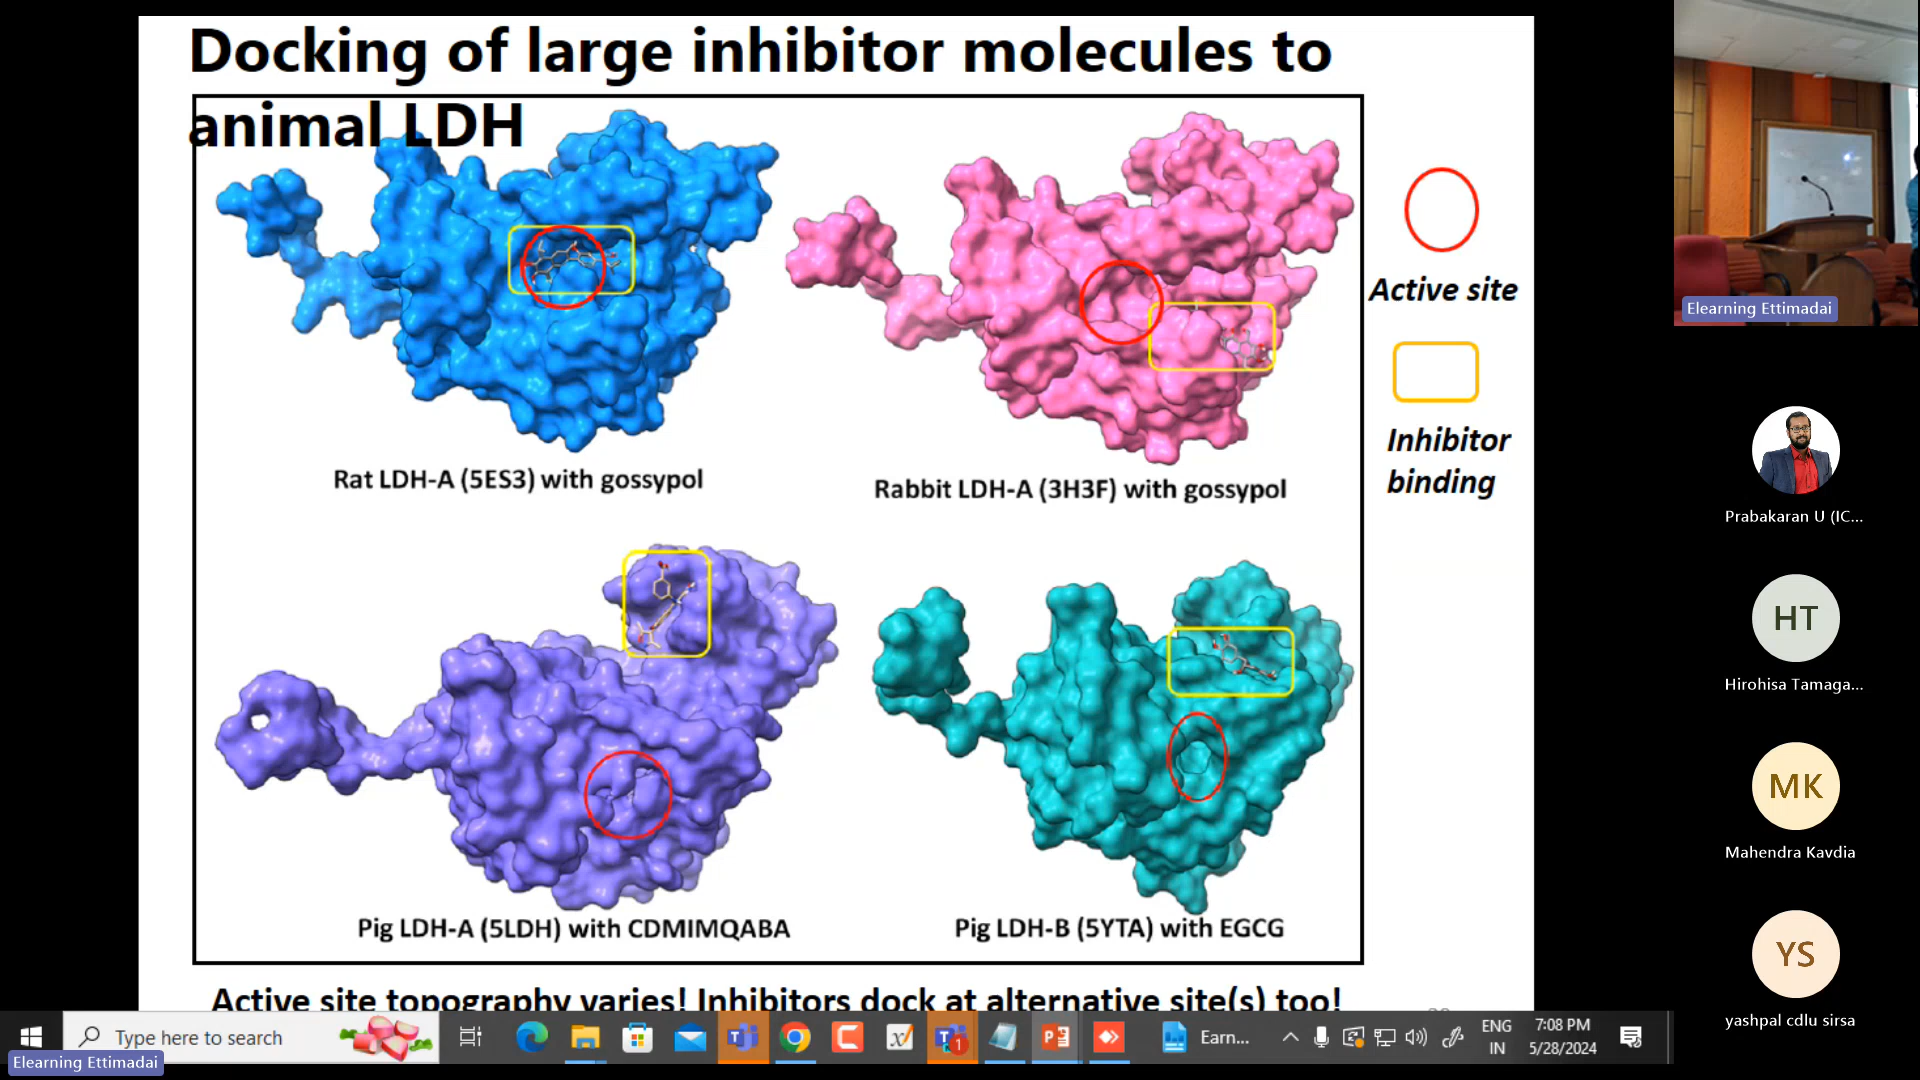 Docking of large inhibitor molecules to
animal LDH
Active site
Inhibitor
binding
Rat LDH-A (5ES3) with gossypol
Rabbit LDH-A (3H3F) with gossypol
Pig LDH-A (5LDH) with CDMIMQABA
Pig LDH-B (5YTA) with EGCG
Active site topography varies! Inhibitors dock at alternative site(s) too!
Elearning Ettimadai
Prabakaran U (IC...
HT
Hirohisa Tamaga...
MK
Mahendra Kavdia
YS
yashpal cdlu sirsa
Type here to search
1
Earn...
ENG
IN
7:08 PM
5/28/2024
Elearning Ettimadai